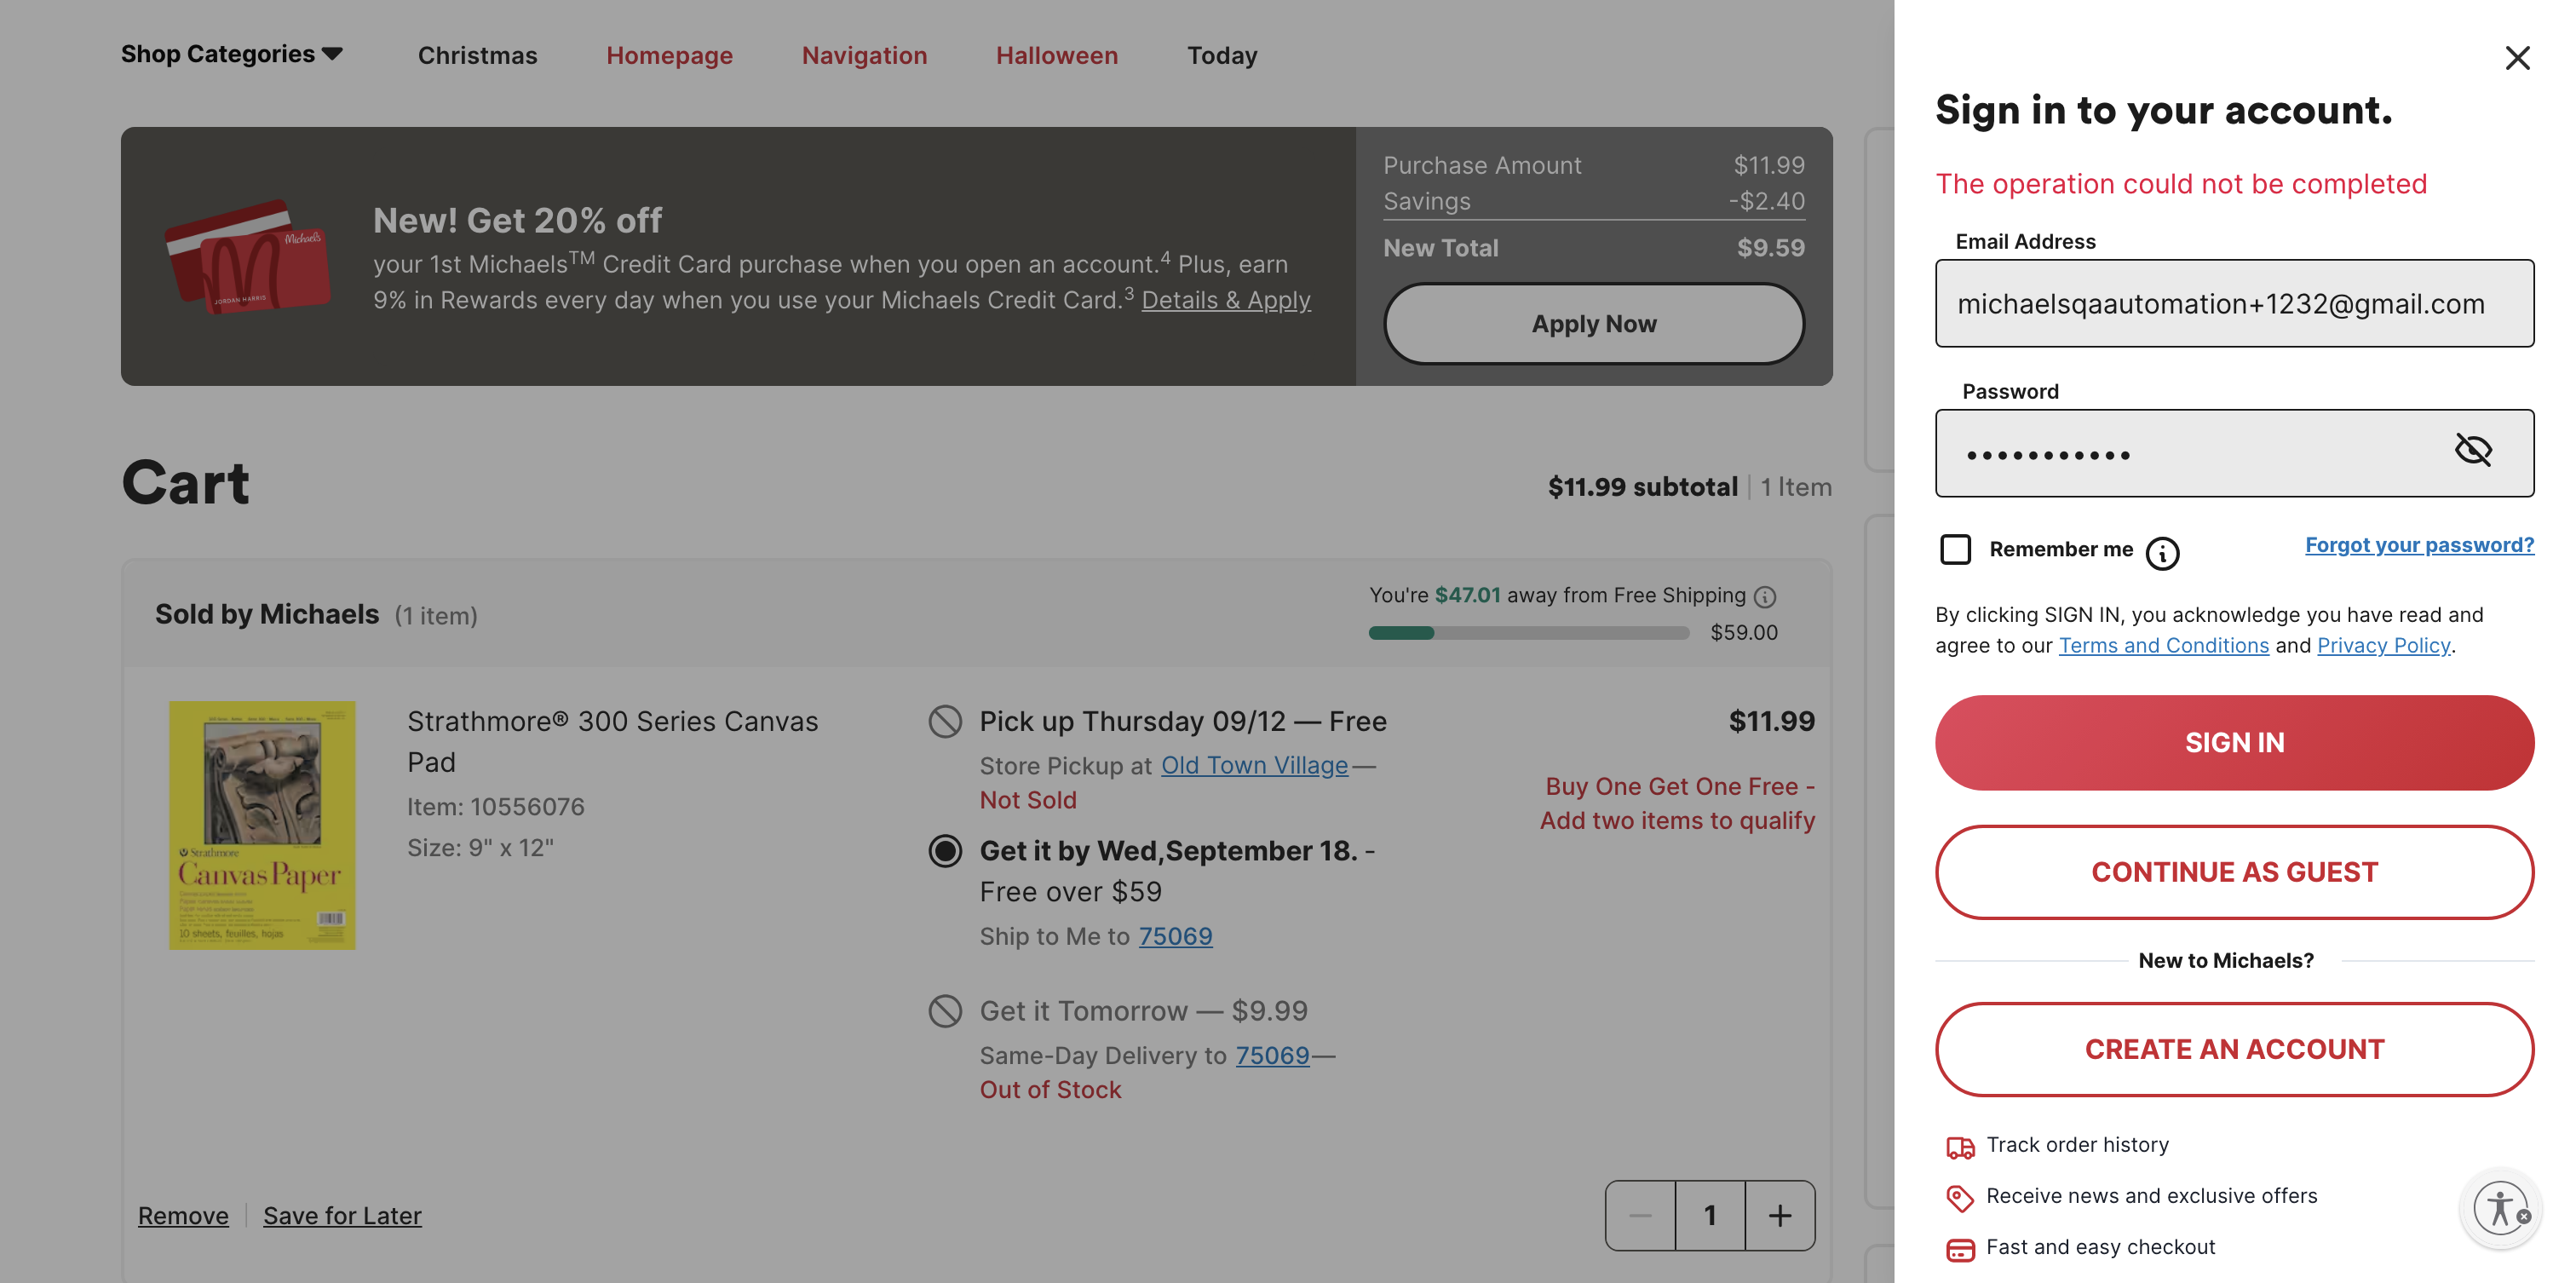 Shop Categories
Christmas
Homepage
Navigation
Halloween
Today
Michaels
JORDAN HARRIS
New! Get 20% off
your 1st Michaels™ Credit Card purchase when you open an account.4 Plus, earn
9% in Rewards every day when you use your Michaels Credit Card.3 Details & Apply
Purchase Amount $11.99
Savings -$2.40
New Total $9.59
Apply Now
Cart
$11.99 subtotal | 1 Item
Sold by Michaels (1 item)
You're $47.01 away from Free Shipping
$59.00
Strathmore
Canvas Paper
10 sheets, feuilles, hojas
Strathmore® 300 Series Canvas
Pad
Item: 10556076
Size: 9" x 12"
Pick up Thursday 09/12 — Free
Store Pickup at Old Town Village—
Not Sold
Get it by Wed,September 18. -
Free over $59
Ship to Me to 75069
Get it Tomorrow — $9.99
Same-Day Delivery to 75069—
Out of Stock
$11.99
Buy One Get One Free -
Add two items to qualify
Remove | Save for Later
1
Sign in to your account.
The operation could not be completed
Email Address
michaelsqaautomation+1232@gmail.com
Password
Remember me
Forgot your password?
By clicking SIGN IN, you acknowledge you have read and
agree to our Terms and Conditions and Privacy Policy.
SIGN IN
CONTINUE AS GUEST
New to Michaels?
CREATE AN ACCOUNT
Track order history
Receive news and exclusive offers
Fast and easy checkout